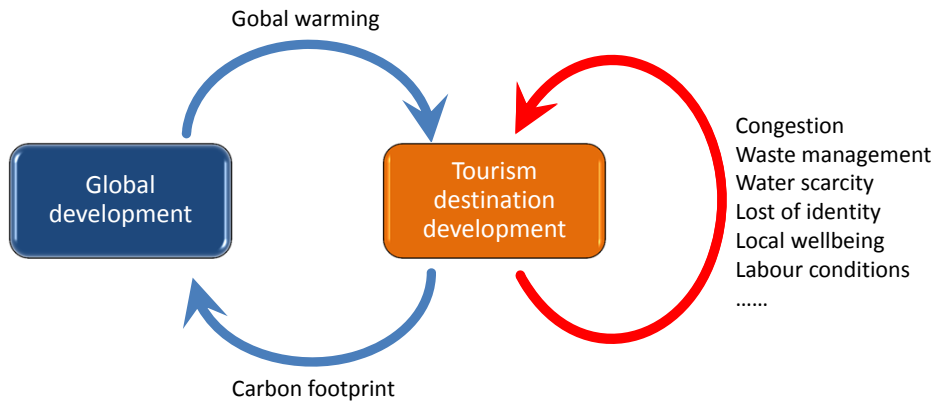 Gobal warming
Global
development
Tourism
destination
development
Congestion
Waste management
Water scarcity
Lost of identity
Local wellbeing
Labour conditions
......
Carbon footprint